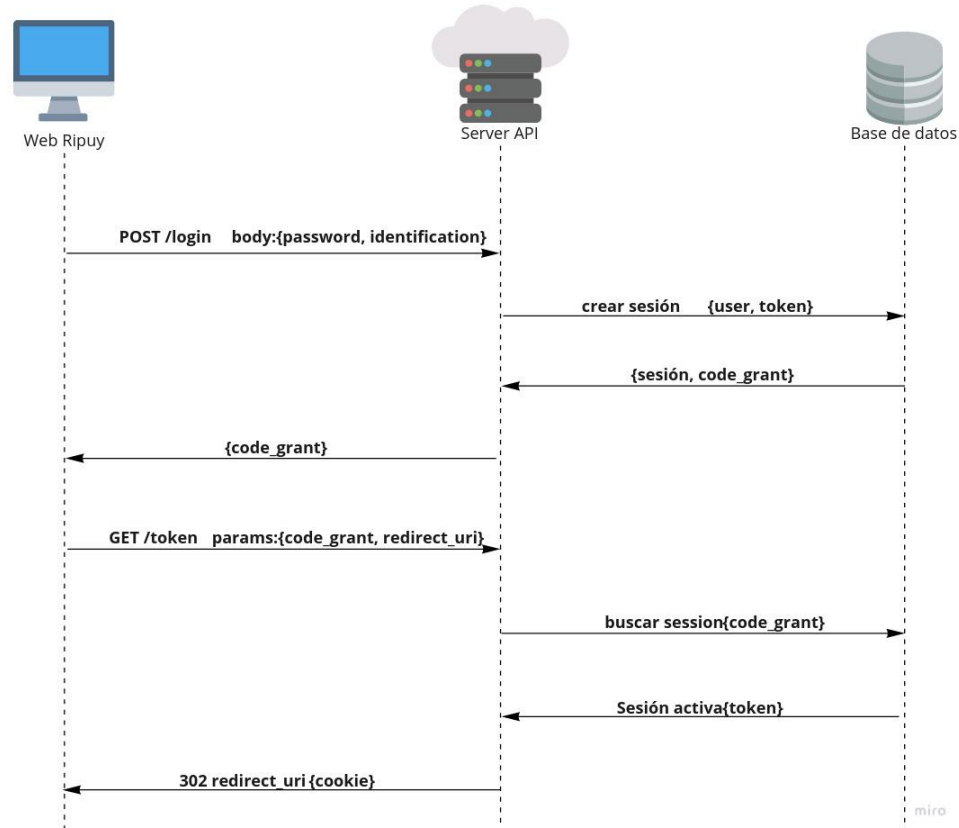 Web Ripuy
Server API
Base de datos
POST /login body:{password, identification}
crear sesión {user, token}
{sesión, code_grant}
{code_grant}
GET /token params:{code_grant, redirect_uri}
buscar session{code_grant}
Sesión activa{token}
302 redirect_uri {cookie}
miro